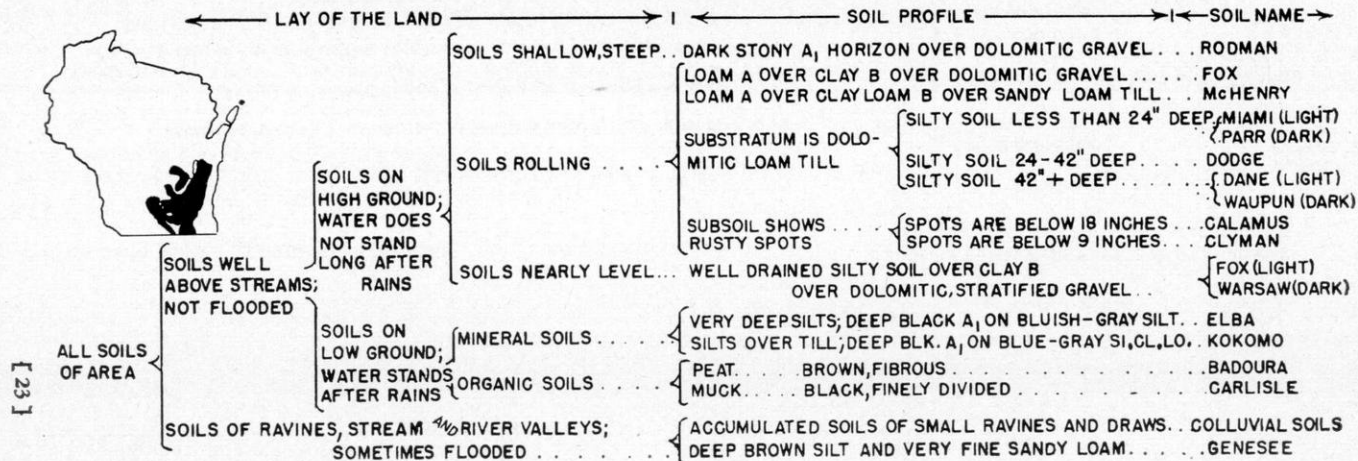 LAY OF THE LAND SOIL PROFILE SOIL NAME
SOILS SHALLOW, STEEP.. DARK STONY A, HORIZON OVER DOLOMITIC GRAVEL... RODMAN
LOAM A OVER CLAY B OVER DOLOMITIC GRAVEL..... FOX
LOAM A OVER CLAY LOAM B OVER SANDY LOAM TILL.. McHENRY
SILTY SOIL LESS THAN 24" DEEP MIAMI (LIGHT)
PARR (DARK)
SUBSTRATUM IS DOLO-
MITIC LOAM TILL
SOILS ROLLING .....
SILTY SOIL 24-42" DEEP..... DODGE
SILTY SOIL 42"+ DEEP..... DANE (LIGHT)
WAUPUN (DARK)
SOILS ON
HIGH GROUND;
WATER DOES
NOT STAND
LONG AFTER
RAINS
SUBSOIL SHOWS .... SPOTS ARE BELOW 18 INCHES... CALAMUS
RUSTY SPOTS SPOTS ARE BELOW 9 INCHES.... CLYMAN
SOILS WELL
ABOVE STREAMS;
NOT FLOODED
SOILS NEARLY LEVEL... WELL DRAINED SILTY SOIL OVER CLAY B
OVER DOLOMITIC, STRATIFIED GRAVEL... FOX (LIGHT)
WARSAW (DARK)
SOILS ON
LOW GROUND;
WATER STANDS
AFTER RAINS
MINERAL SOILS ...... VERY DEEP SILTS; DEEP BLACK A, ON BLUISH-GRAY SILT.. ELBA
SILTS OVER TILL; DEEP BLK. A, ON BLUE-GRAY SI.CL.LO. KOKOMO
ORGANIC SOILS ...... PEAT...... BROWN, FIBROUS .......... BADOURA
MUCK..... BLACK, FINELY DIVIDED ........ CARLISLE
ALL SOILS
OF AREA
SOILS OF RAVINES, STREAM AND RIVER VALLEYS;
SOMETIMES FLOODED ..........
ACCUMULATED SOILS OF SMALL RAVINES AND DRAWS.. COLLUVIAL SOILS
DEEP BROWN SILT AND VERY FINE SANDY LOAM..... GENESEE
[ 23 ]